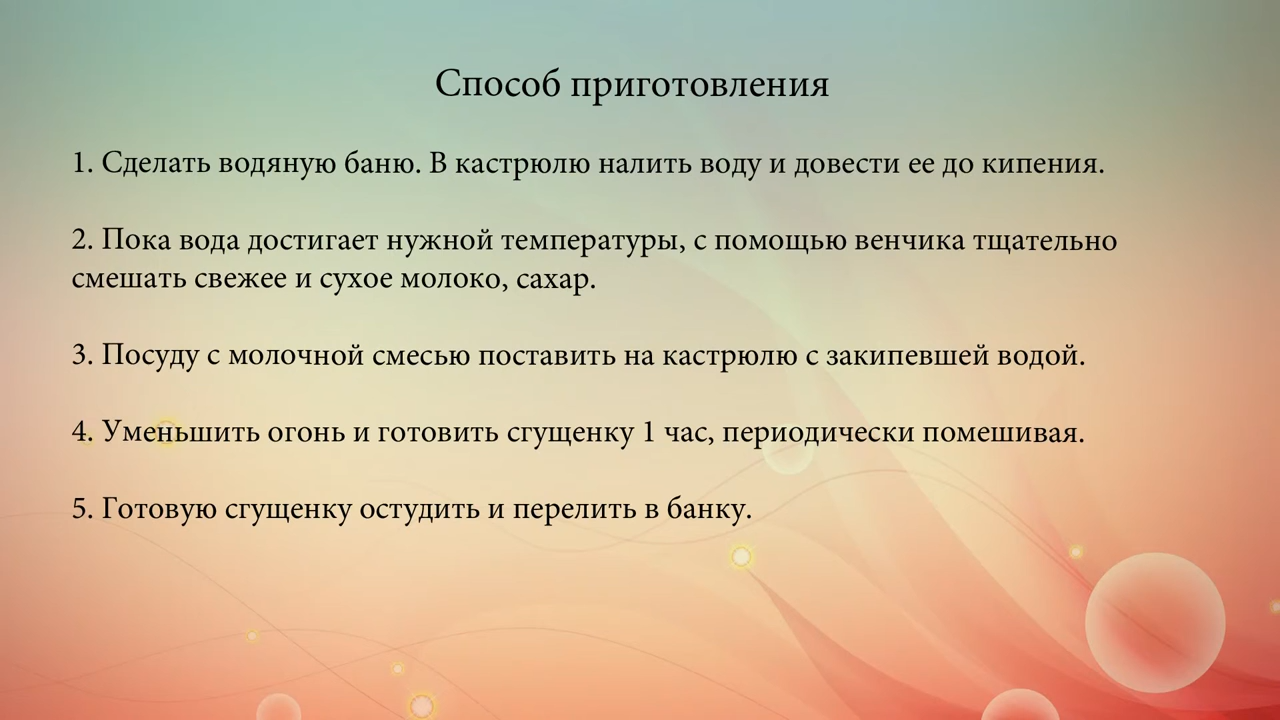 Способ приготовления
1. Сделать водяную баню. В кастрюлю налить воду и довести ее до кипения.
2. Пока вода достигает нужной температуры, с помощью венчика тщательно
смешать свежее и сухое молоко, сахар.
3. Посуду с молочной смесью поставить на кастрюлю с закипевшей водой.
4. Уменьшить огонь и готовить сгущенку 1 час, периодически помешивая.
5. Готовую сгущенку остудить и перелить в банку.